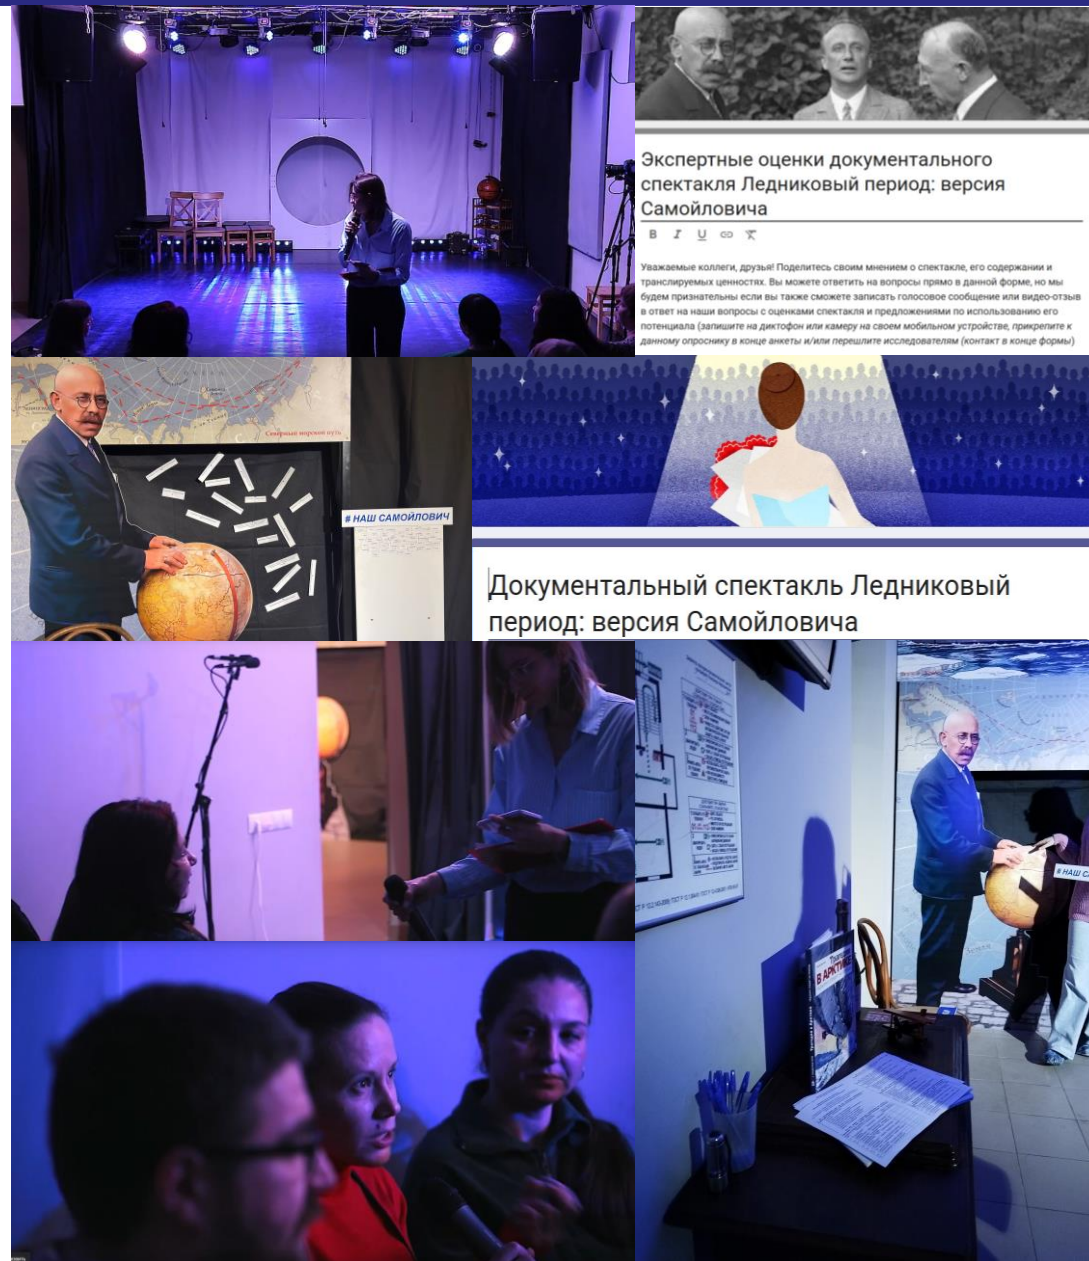 Экспертные оценки документального
спектакля Ледниковый период: версия
Самойловича
B I U
Уважаемые коллеги, друзья! Поделитесь своим мнением о спектакле, его содержании и
транслируемых ценностях. Вы можете ответить на вопросы прямо в данной форме, но мы
будем признательны если вы также сможете записать голосовое сообщение или видео-отзыв
в ответ на наши вопросы с оценками спектакля и предложениями по использованию его
потенциала (запишите на диктофон или камеру на своем мобильном устройстве, прикрепите к
данному опроснику в конце анкеты и/или перешлите исследователям (контакт в конце формы)
Северный морской путь
# НАШ САМОЙЛОВИЧ
Документальный спектакль Ледниковый
период: версия Самойловича
# НАШ С
В АРКТИКЕ